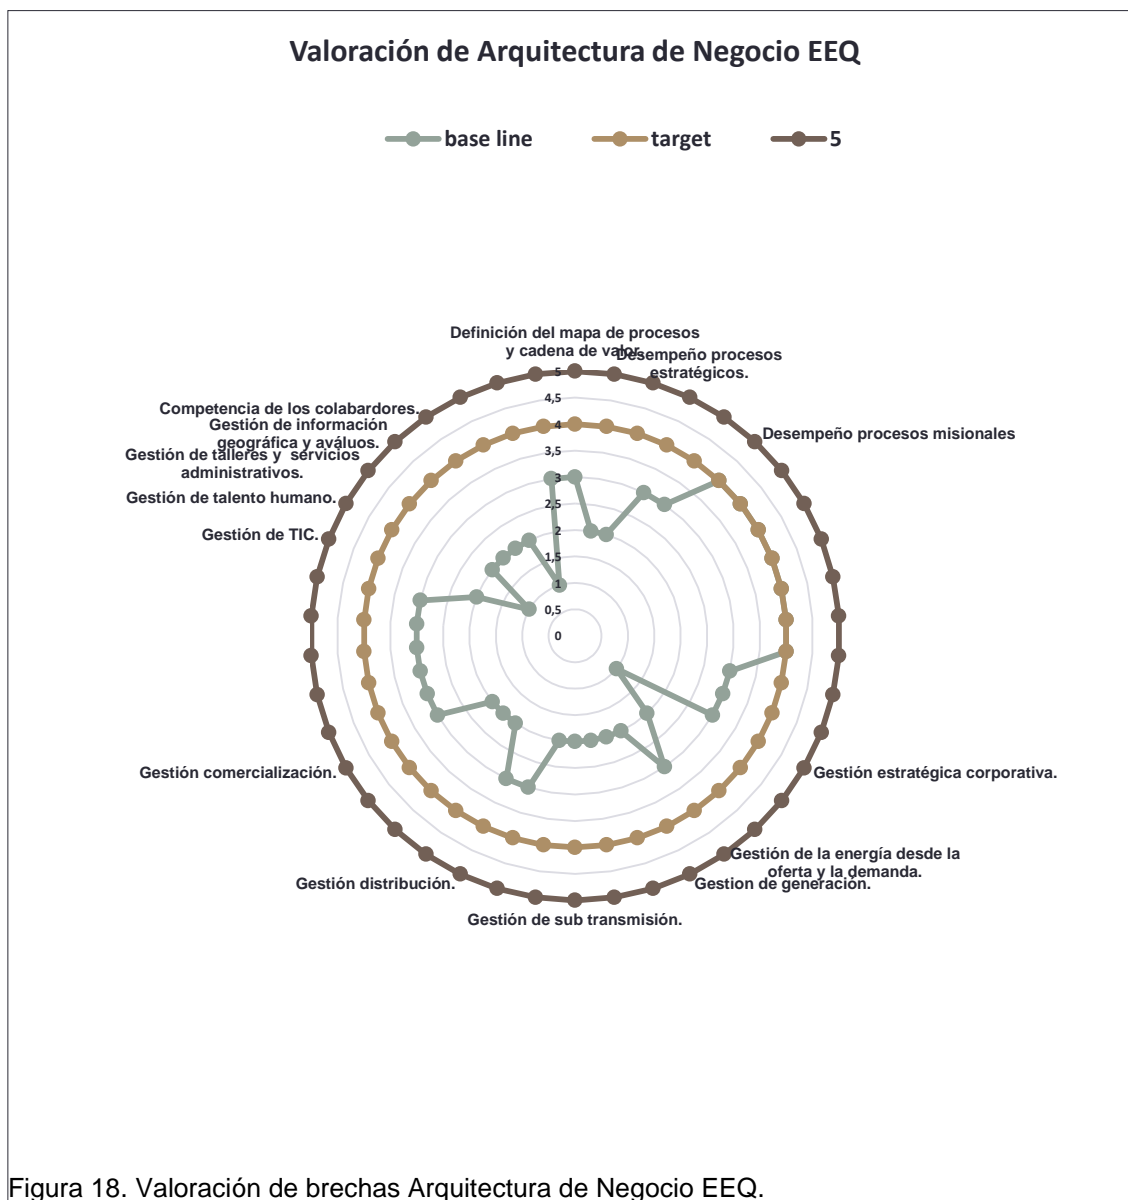 Valoración de Arquitectura de Negocio EEQ
base line target 5
Definición del mapa de procesos
y cadena de valor.
Desempeño procesos
estratégicos.
Desempeño procesos misionales
Gestión estratégica corporativa.
Gestión de la energía desde la
oferta y la demanda.
Gestion de generación.
Gestión de sub transmisión.
Gestión distribución.
Gestión comercialización.
Gestión de TIC.
Gestión de talento humano.
Gestión de talleres y servicios
administrativos.
Gestión de información
geográfica y aváluos.
Competencia de los colabardores.
5
4,5
4
3,5
3
2,5
2
1,5
1
0,5
0
Figura 18. Valoración de brechas Arquitectura de Negocio EEQ.